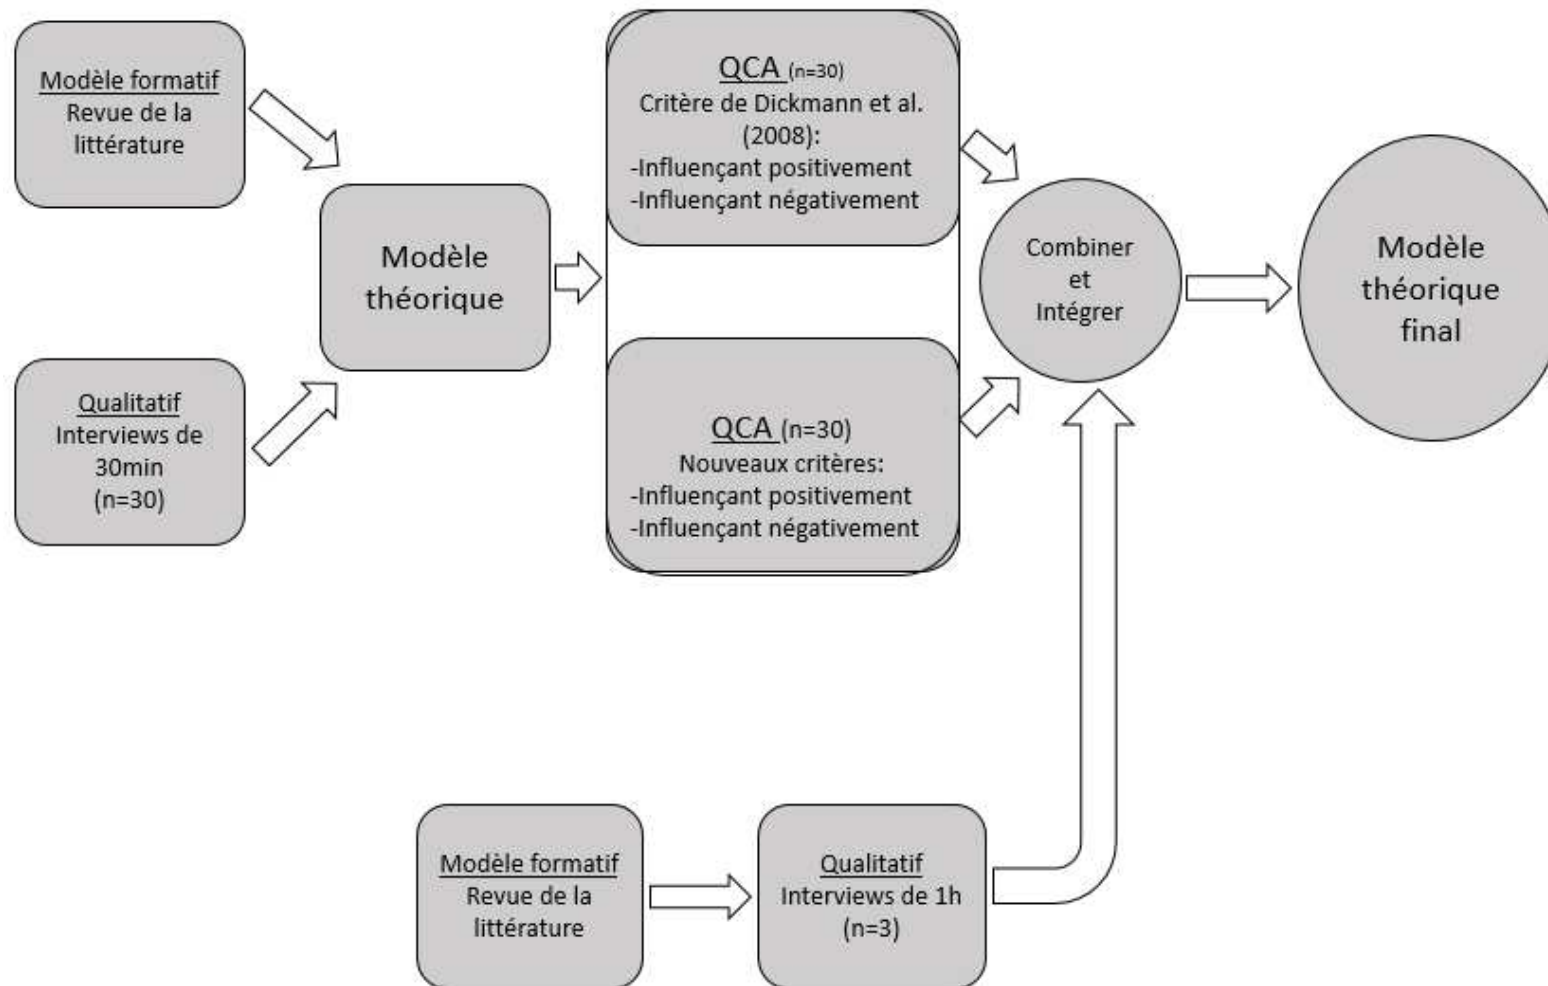 Modèle formatif
Revue de la
littérature
Qualitatif
Interviews de
30min
(n=30)
Modèle
théorique
QCA (n=30)
Critère de Dickmann et al.
(2008):
-Influençant positivement
-Influençant négativement
QCA (n=30)
Nouveaux critères:
-Influençant positivement
-Influençant négativement
Combiner
et
Intégrer
Modèle
théorique
final
Modèle formatif
Revue de la
littérature
Qualitatif
Interviews de 1h
(n=3)